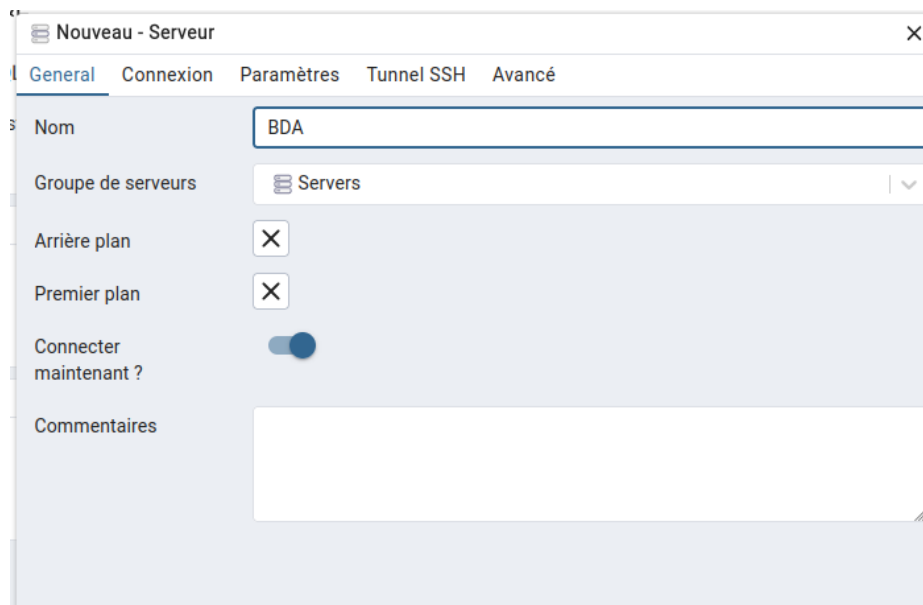 Nouveau - Serveur
General Connexion Paramètres Tunnel SSH Avancé
Nom BDA
Groupe de serveurs Servers
Arrière plan
Premier plan
Connecter
maintenant ?
Commentaires